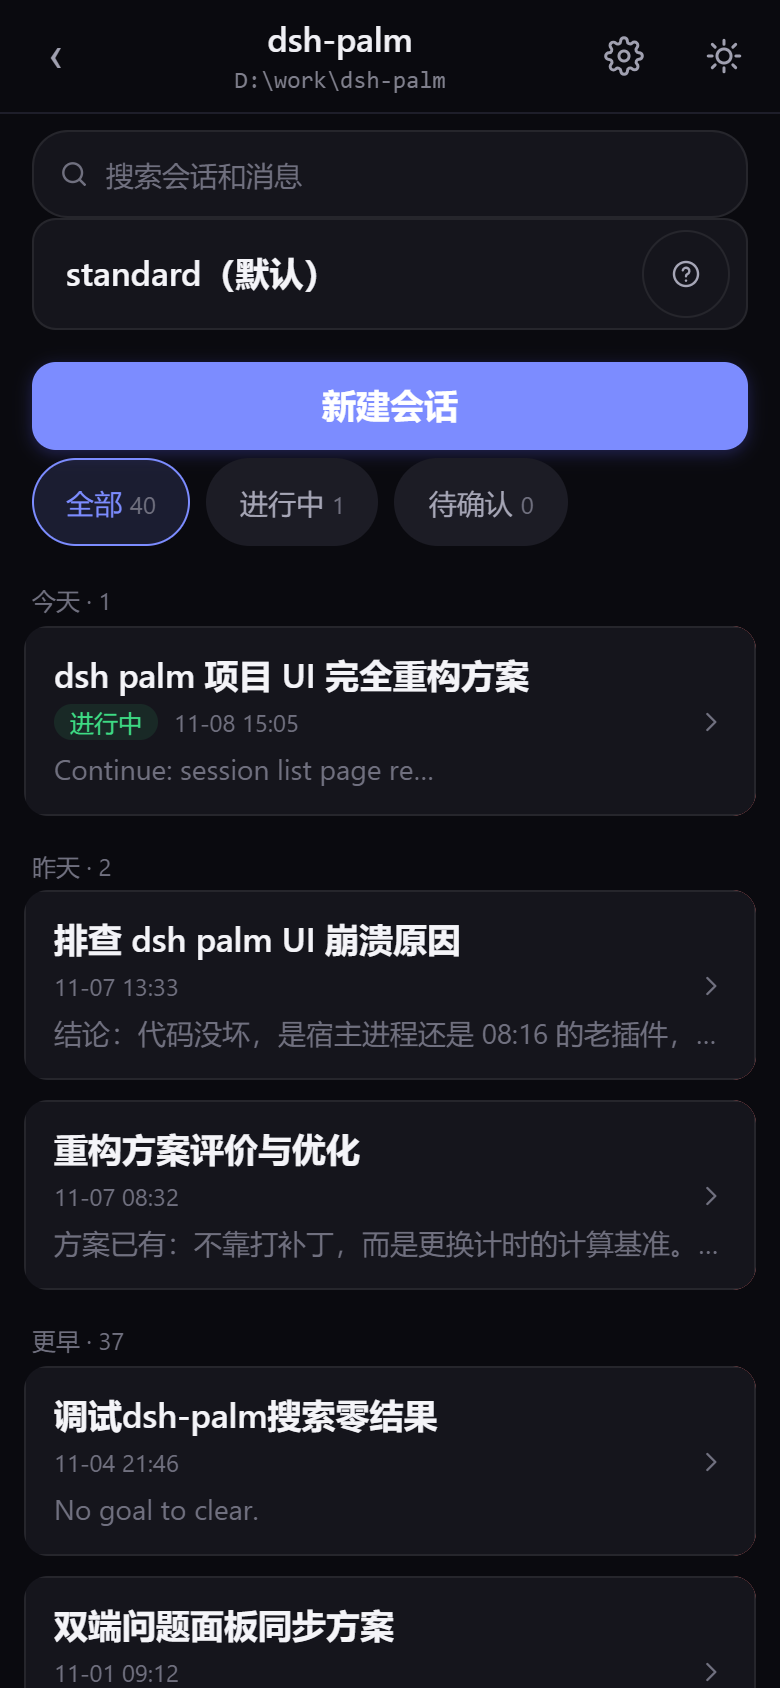 dsh-palm
D:\work\dsh-palm
搜索会话和消息
standard（默认）
新建会话
全部 40 进行中 1 待确认 0
今天 · 1
dsh palm 项目 UI 完全重构方案
进行中 11-08 15:05
Continue: session list page re...
昨天 · 2
排查 dsh palm UI 崩溃原因
11-07 13:33
结论：代码没坏，是宿主进程还是 08:16 的老插件，...
重构方案评价与优化
11-07 08:32
方案已有：不靠打补丁，而是更换计时的计算基准。...
更早 · 37
调试dsh-palm搜索零结果
11-04 21:46
No goal to clear.
双端问题面板同步方案
11-01 09:12